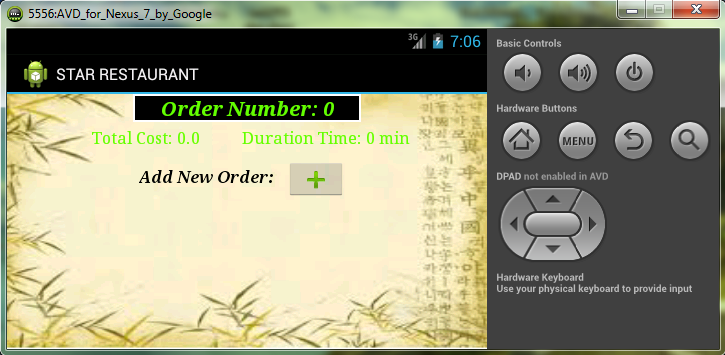 5556:AVD_for_Nexus_7_by_Google
3G 7:06
STAR RESTAURANT
Order Number: 0
Total Cost: 0.0 Duration Time: 0 min
Add New Order:
Basic Controls
Hardware Buttons
MENU
DPAD not enabled in AVD
Hardware Keyboard
Use your physical keyboard to provide input